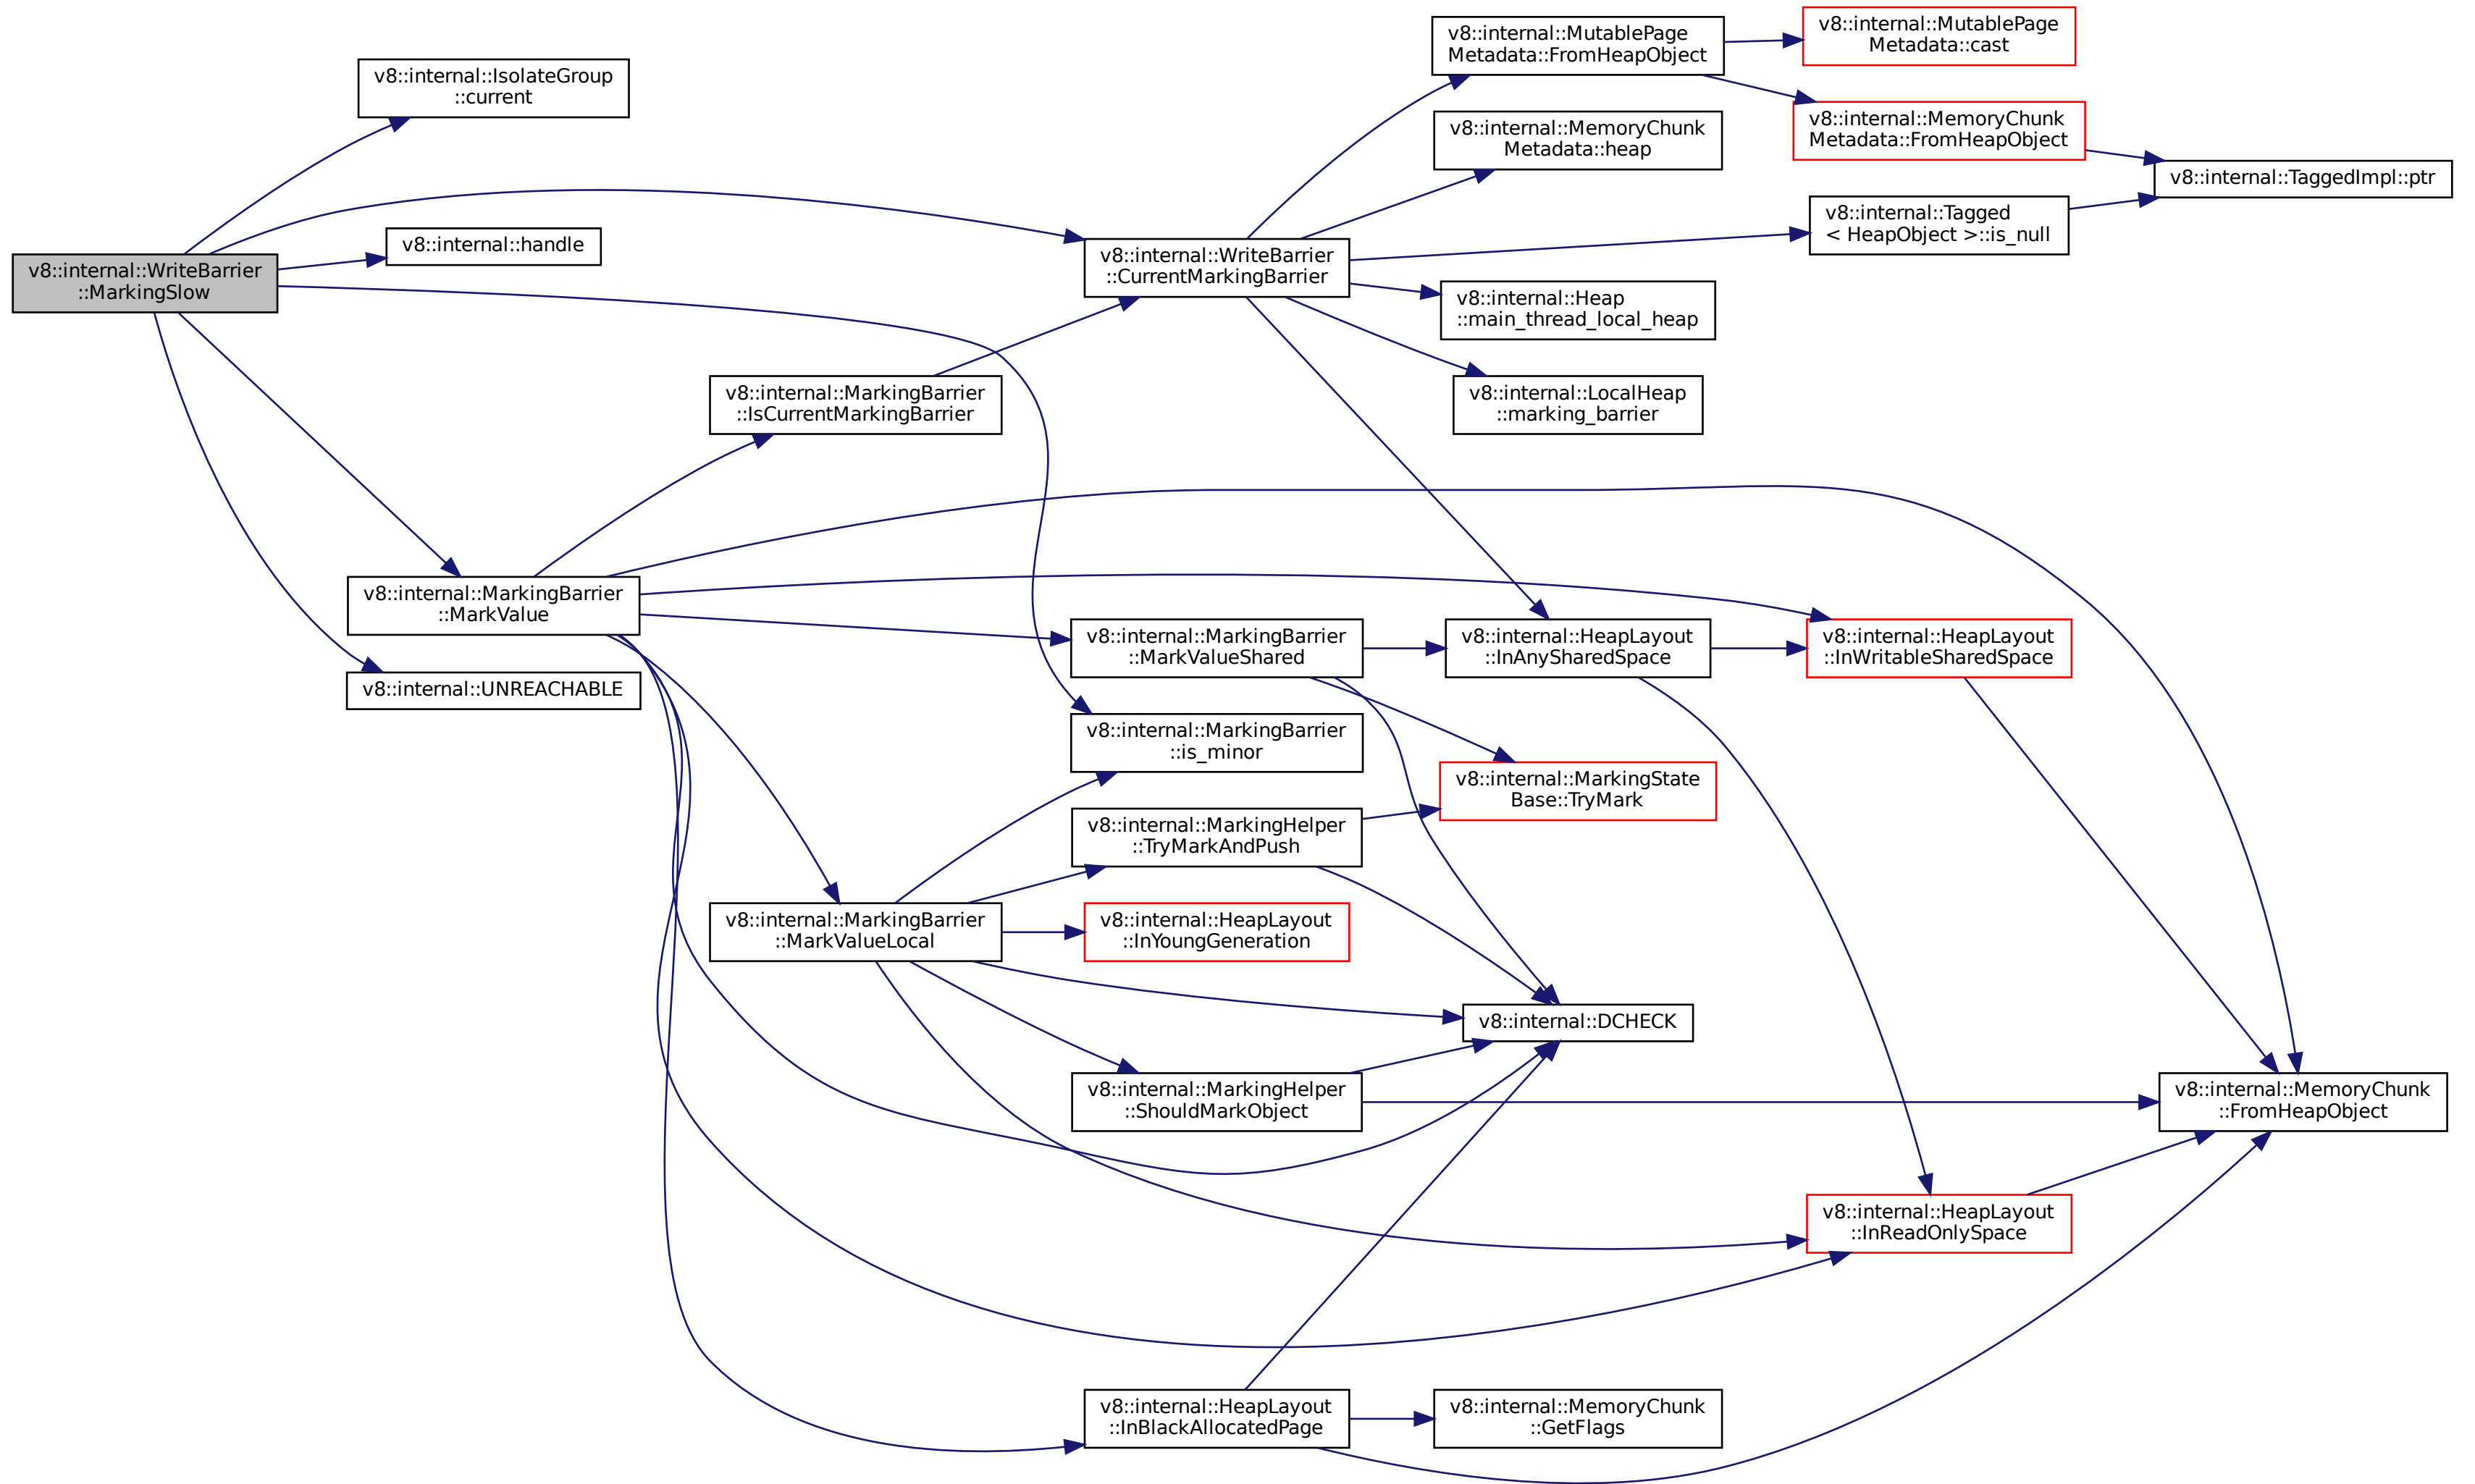 v8::internal::WriteBarrier
::MarkingSlow
v8::internal::IsolateGroup
::current
v8::internal::handle
v8::internal::MarkingBarrier
::MarkValue
v8::internal::UNREACHABLE
v8::internal::MarkingBarrier
::IsCurrentMarkingBarrier
v8::internal::MarkingBarrier
::MarkValueLocal
v8::internal::WriteBarrier
::CurrentMarkingBarrier
v8::internal::MarkingBarrier
::MarkValueShared
v8::internal::MarkingBarrier
::is_minor
v8::internal::MarkingHelper
::TryMarkAndPush
v8::internal::HeapLayout
::InYoungGeneration
v8::internal::MarkingHelper
::ShouldMarkObject
v8::internal::HeapLayout
::InBlackAllocatedPage
v8::internal::MutablePage
Metadata::FromHeapObject
v8::internal::MemoryChunk
Metadata::heap
v8::internal::Heap
::main_thread_local_heap
v8::internal::LocalHeap
::marking_barrier
v8::internal::HeapLayout
::InAnySharedSpace
v8::internal::MarkingState
Base::TryMark
v8::internal::DCHECK
v8::internal::MemoryChunk
::GetFlags
v8::internal::MutablePage
Metadata::cast
v8::internal::MemoryChunk
Metadata::FromHeapObject
v8::internal::Tagged
< HeapObject >::is_null
v8::internal::HeapLayout
::InWritableSharedSpace
v8::internal::HeapLayout
::InReadOnlySpace
v8::internal::TaggedImpl::ptr
v8::internal::MemoryChunk
::FromHeapObject